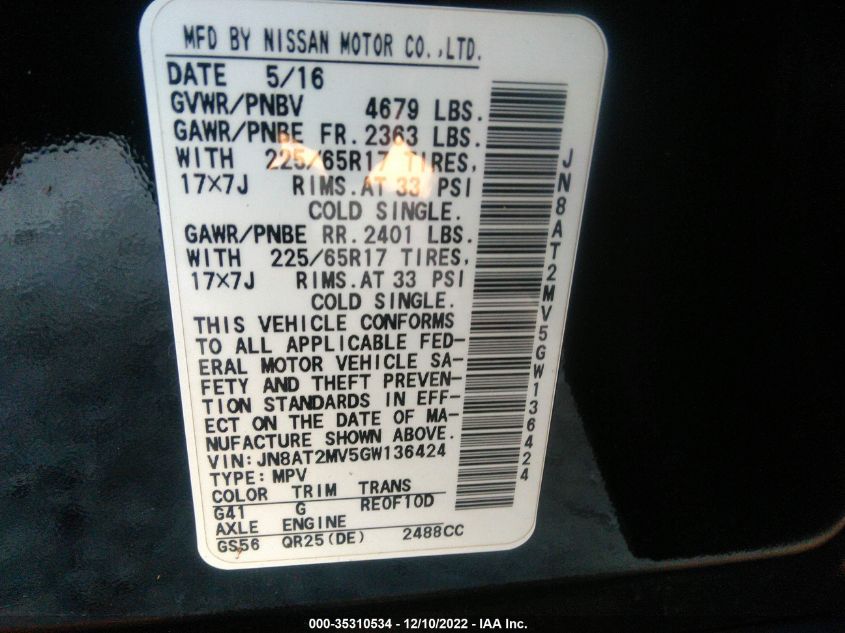 MFD BY NISSAN MOTOR CO.,LTD.
DATE 5/16
GVWR/PNBV 4679 LBS.
GAWR/PNBE FR. 2363 LBS.
WITH 225/65R17 TIRES,
17×7J RIMS.AT 33 PSI
COLD SINGLE.
GAWR/PNBE RR. 2401 LBS.
WITH 225/65R17 TIRES,
17×7J RIMS.AT 33 PSI
COLD SINGLE.
THIS VEHICLE CONFORMS
TO ALL APPLICABLE FED-
ERAL MOTOR VEHICLE SA-
FETY AND THEFT PREVEN-
TION STANDARDS IN EFF-
ECT ON THE DATE OF MA-
NUFACTURE SHOWN ABOVE.
VIN:JN8AT2MV5GW136424
TYPE:MPV
COLOR TRIM TRANS
G41 G RE0F10D
AXLE ENGINE
GS56 QR25(DE) 2488CC
JN8AT2MV5GW136424
000-35310534 - 12/10/2022 - IAA Inc.